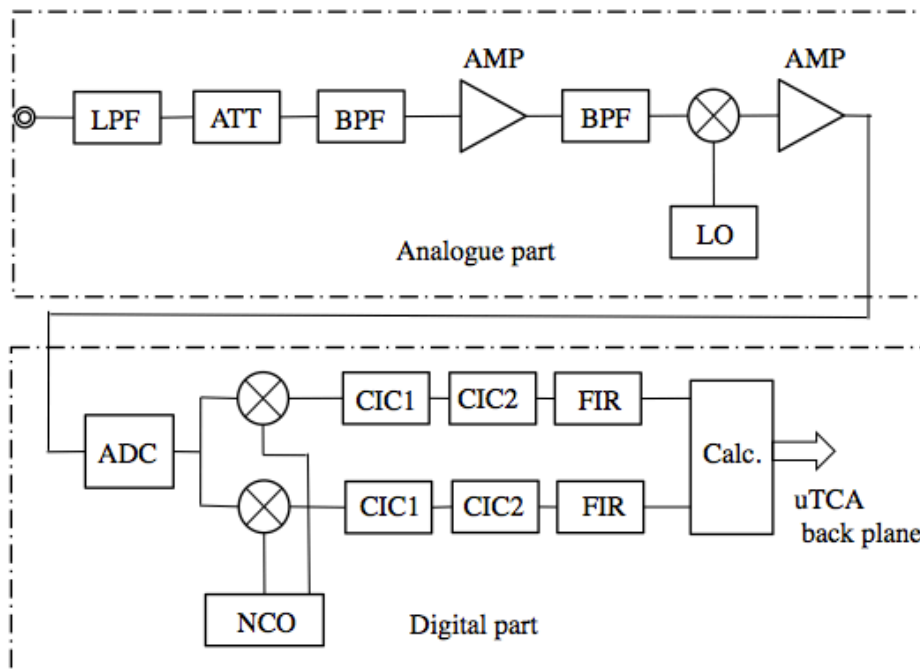 AMP
AMP
LPF
ATT
BPF
BPF
LO
Analogue part
ADC
CIC1
CIC2
FIR
Calc.
CIC1
CIC2
FIR
uTCA
back plane
NCO
Digital part